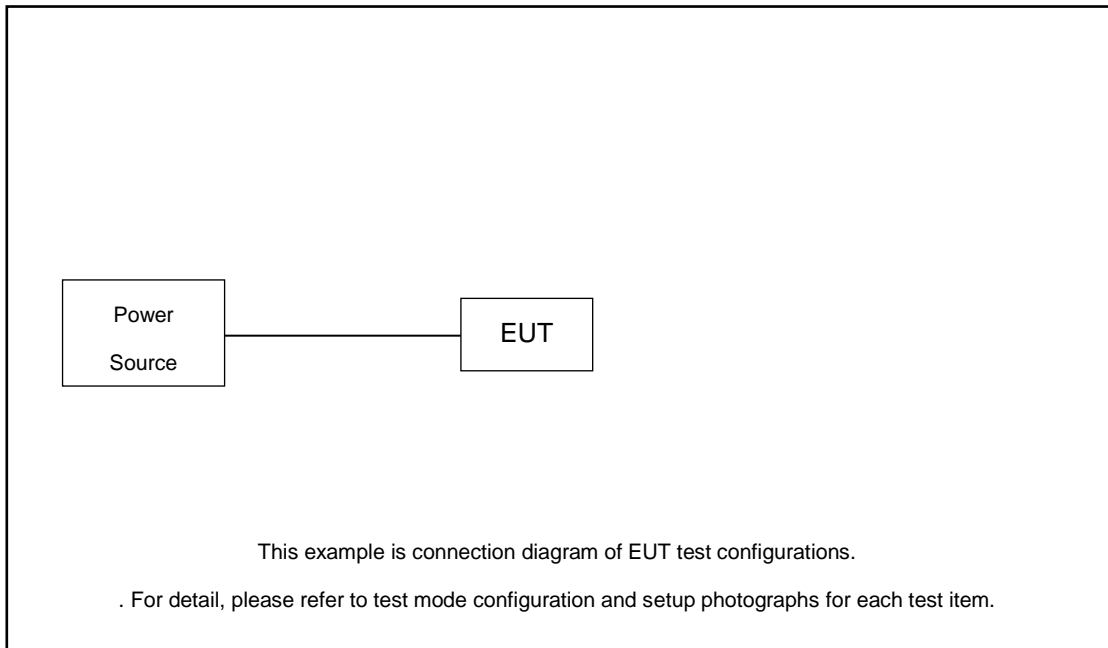 Power
Source
EUT
This example is connection diagram of EUT test configurations.
. For detail, please refer to test mode configuration and setup photographs for each test item.